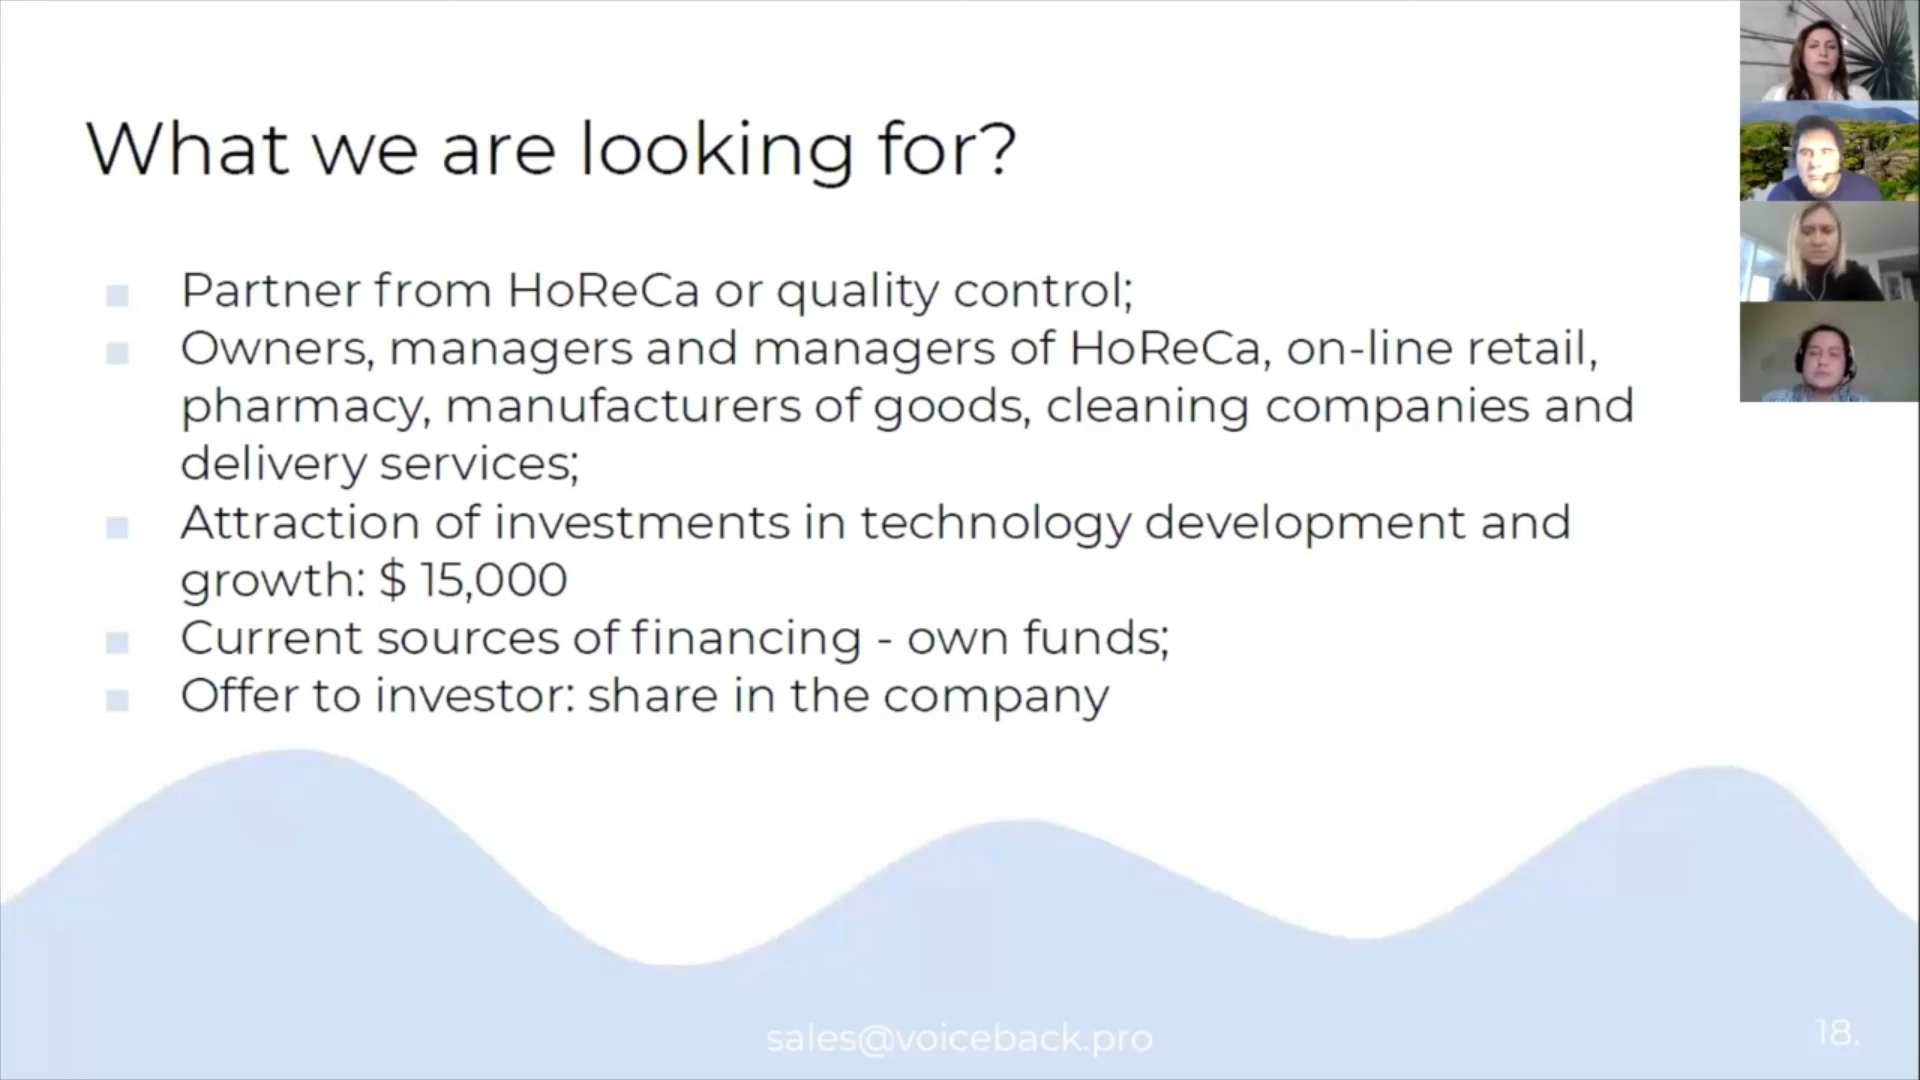 What we are looking for?
Partner from HoReCa or quality control;
Owners, managers and managers of HoReCa, on-line retail,
pharmacy, manufacturers of goods, cleaning companies and
delivery services;
Attraction of investments in technology development and
growth: $ 15,000
Current sources of financing - own funds;
Offer to investor: share in the company
sales@voiceback.pro
18.